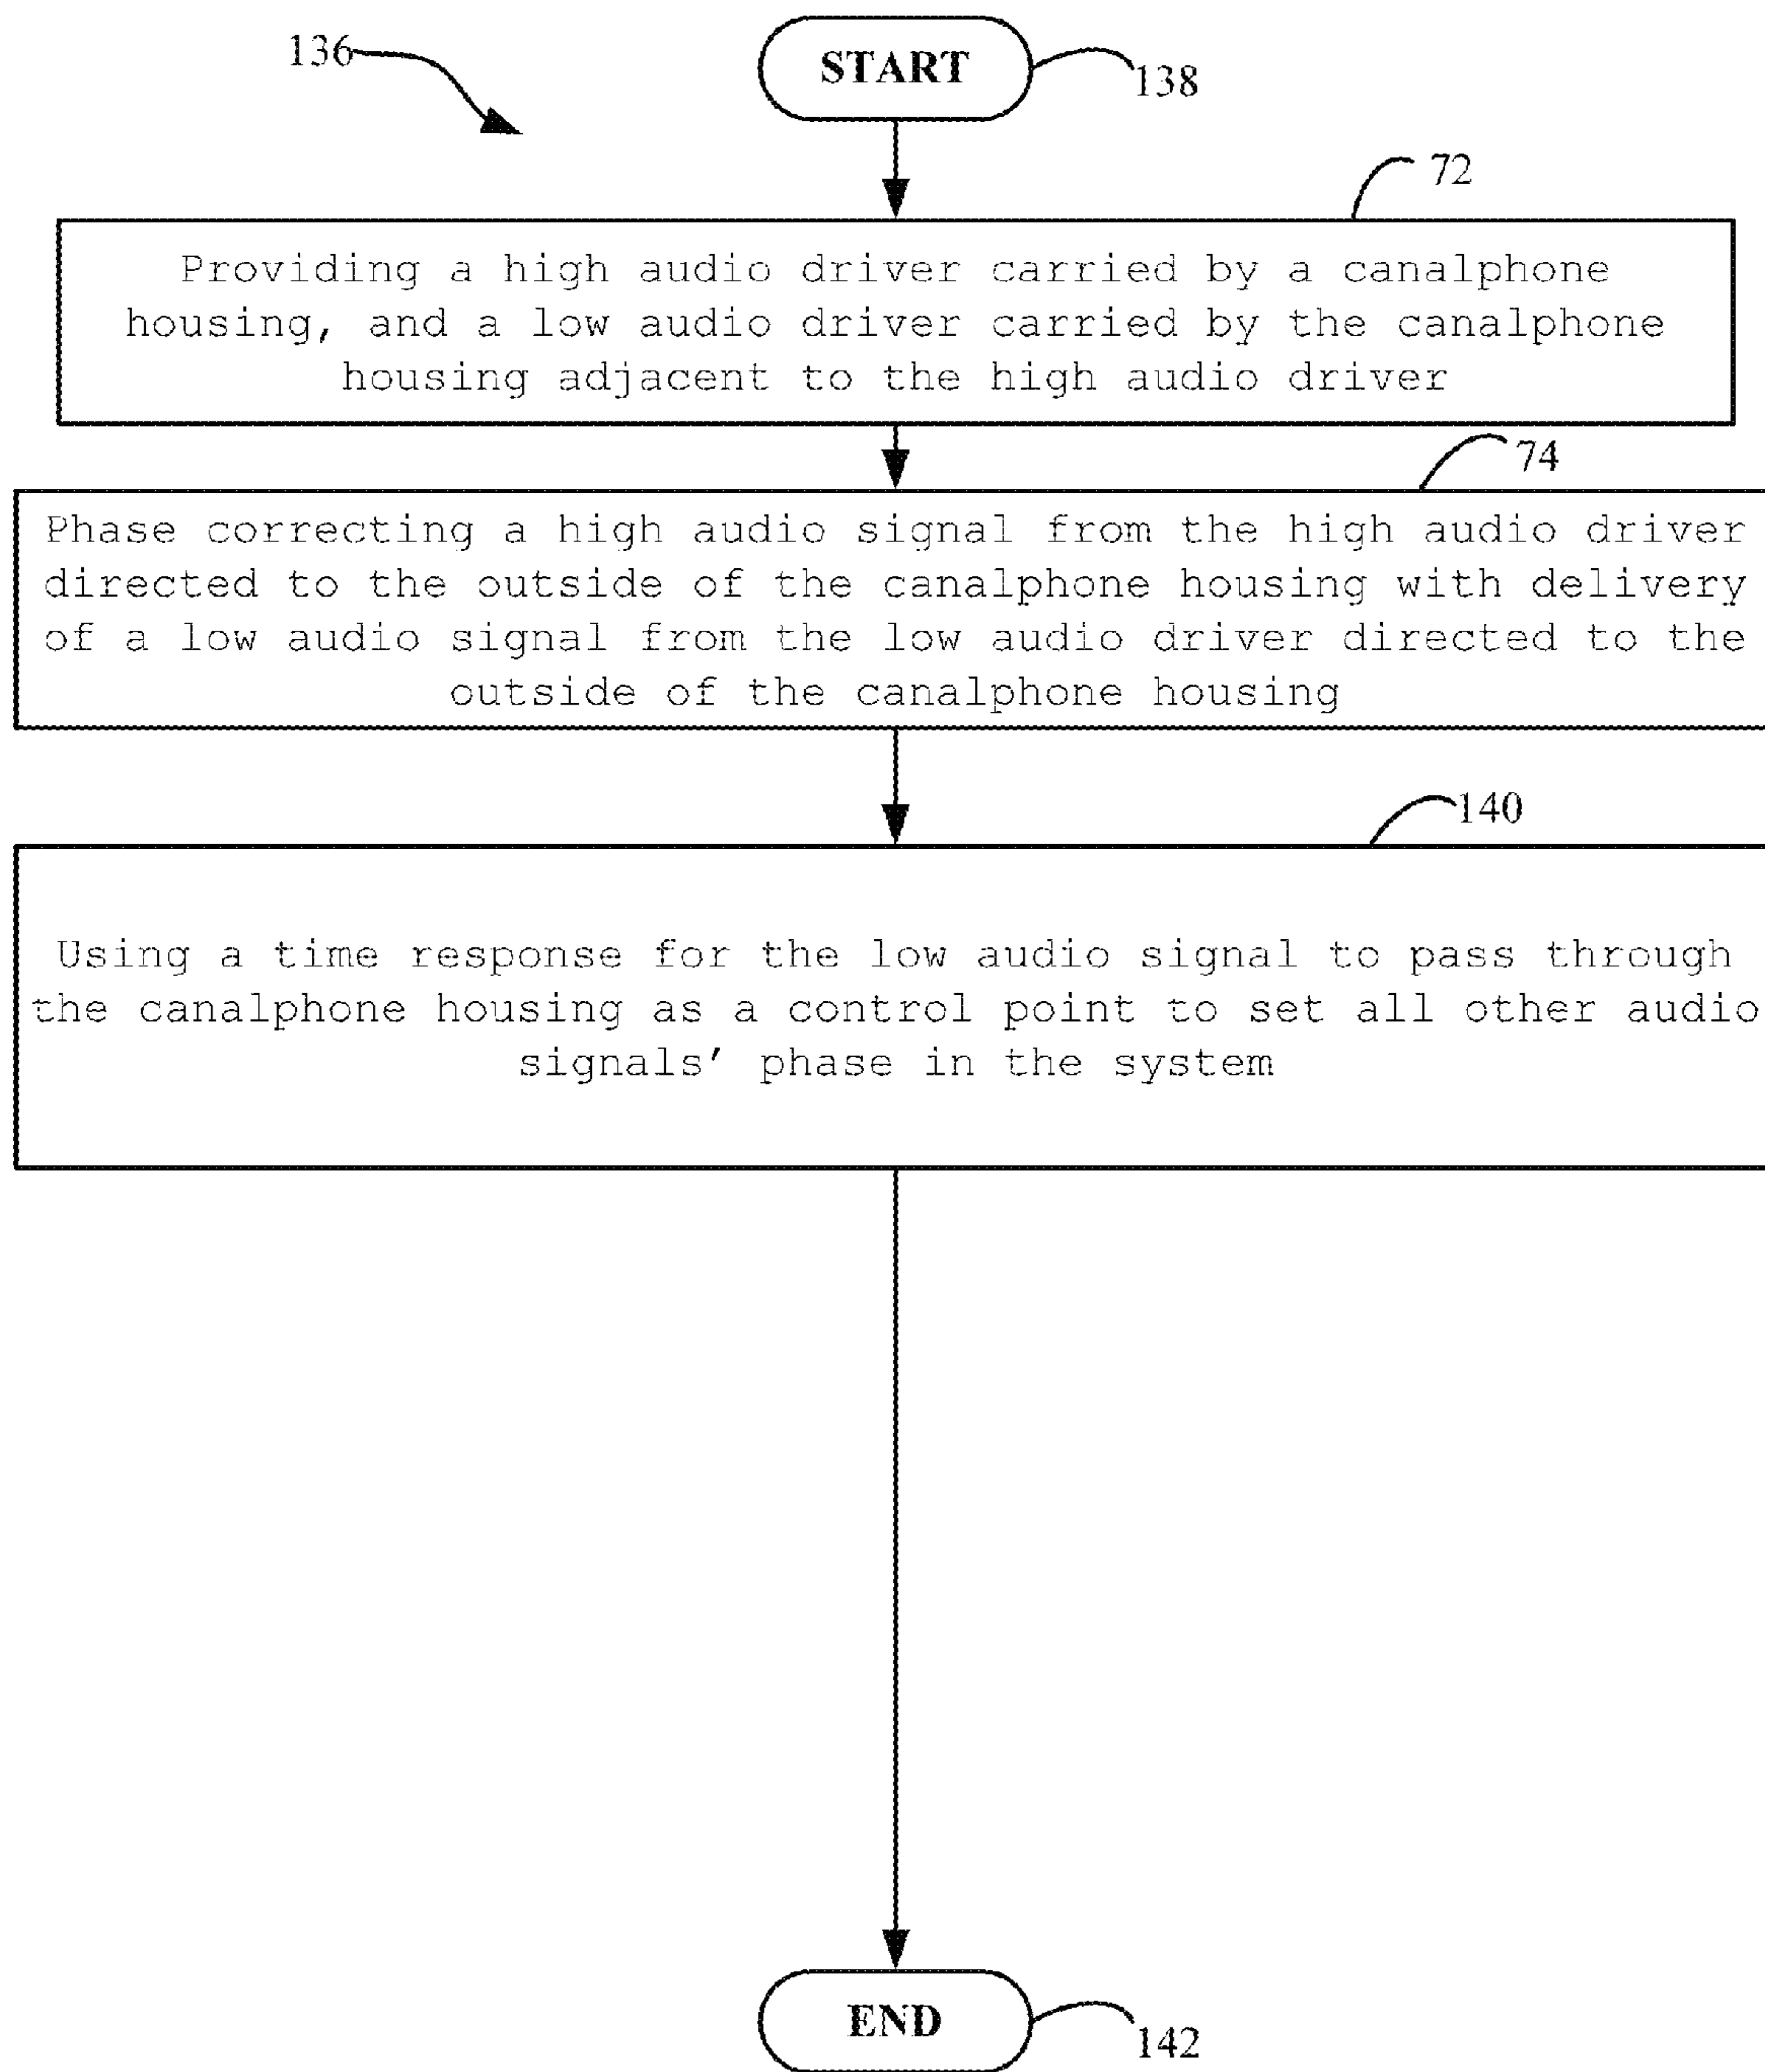 136
START
138
72
Providing a high audio driver carried by a canalphone
housing, and a low audio driver carried by the canalphone
housing adjacent to the high audio driver
74
Phase correcting a high audio signal from the high audio driver
directed to the outside of the canalphone housing with delivery
of a low audio signal from the low audio driver directed to the
outside of the canalphone housing
140
Using a time response for the low audio signal to pass through
the canalphone housing as a control point to set all other audio
signals' phase in the system
END
142